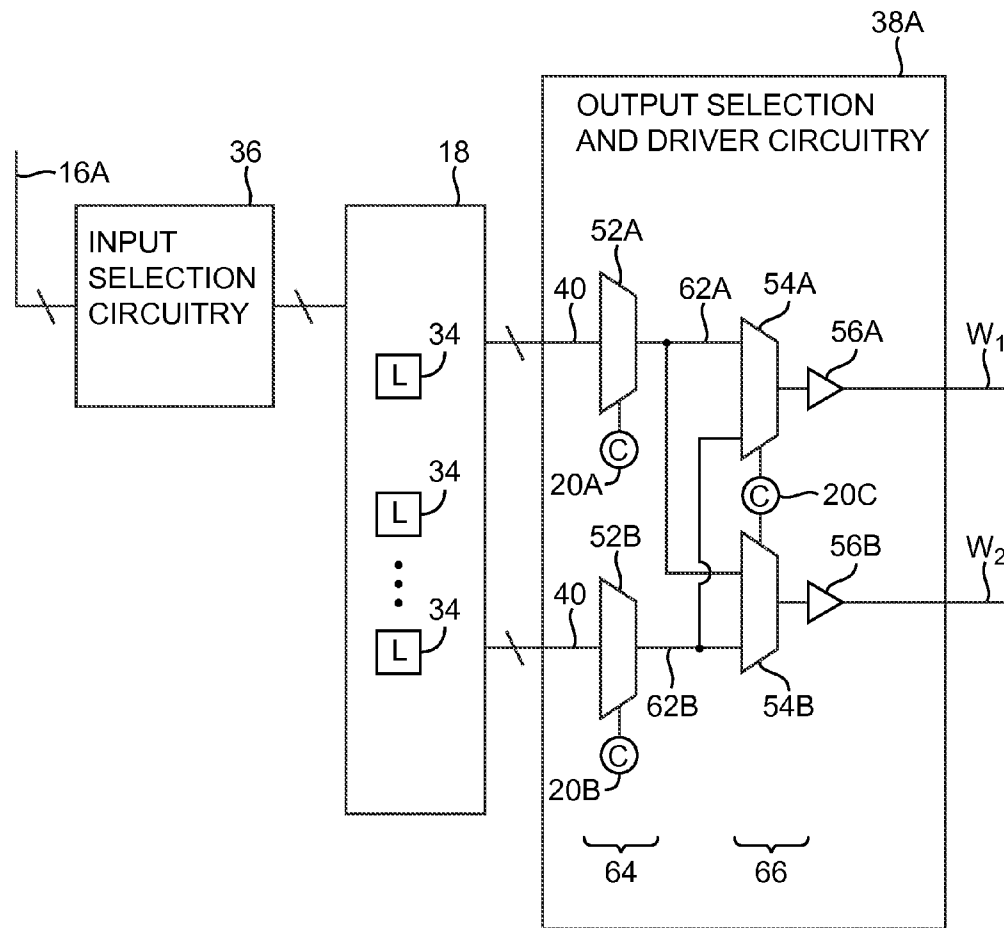 38A
OUTPUT SELECTION
AND DRIVER CIRCUITRY
16A
36
18
INPUT
SELECTION
CIRCUITRY
52A
40
62A
54A
56A
W1
34
L
C
20A
34
L
C
20C
52B
56B
W2
40
34
L
62B
54B
C
20B
64
66